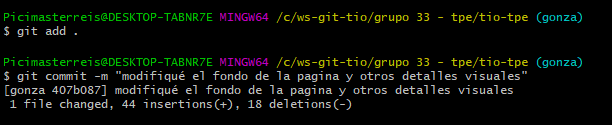 Picimasterreis@DESKTOP-TABNR7E MINGW64 /c/ws-git-tio/grupo 33 - tpe/tio-tpe (gonza)
$ git add .
Picimasterreis@DESKTOP-TABNR7E MINGW64 /c/ws-git-tio/grupo 33 - tpe/tio-tpe (gonza)
$ git commit -m "modifiqué el fondo de la pagina y otros detalles visuales"
[gonza 407b087] modifiqué el fondo de la pagina y otros detalles visuales
1 file changed, 44 insertions(+), 18 deletions(-)